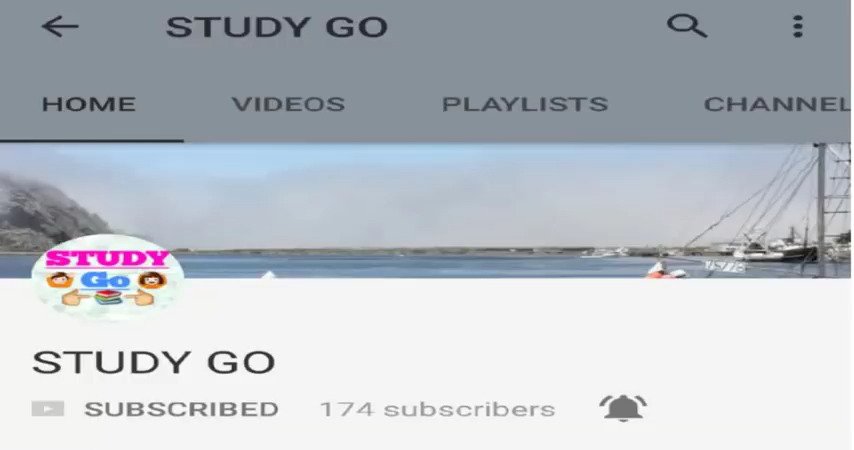 STUDY GO
HOME VIDEOS PLAYLISTS CHANNEL
STUDY
Go
STUDY GO
SUBSCRIBED 174 subscribers